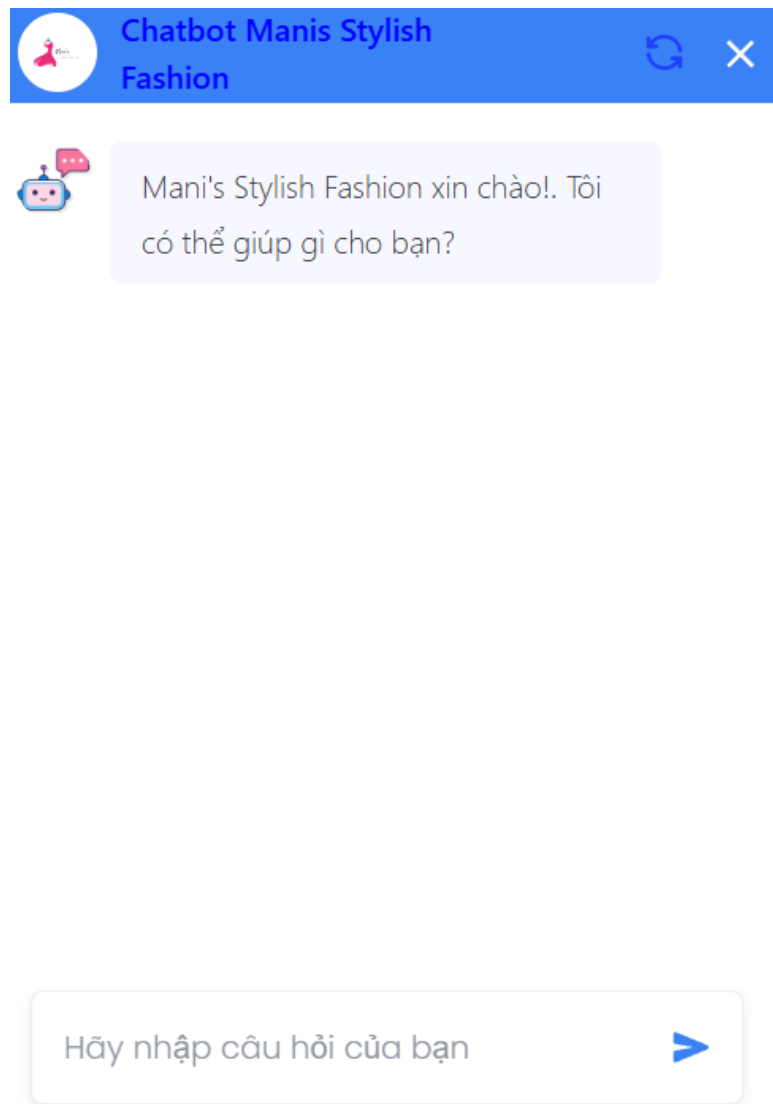 Chatbot Manis Stylish
Fashion
Mani's Stylish Fashion xin chào!. Tôi
có thể giúp gì cho bạn?
Hãy nhập câu hỏi của bạn